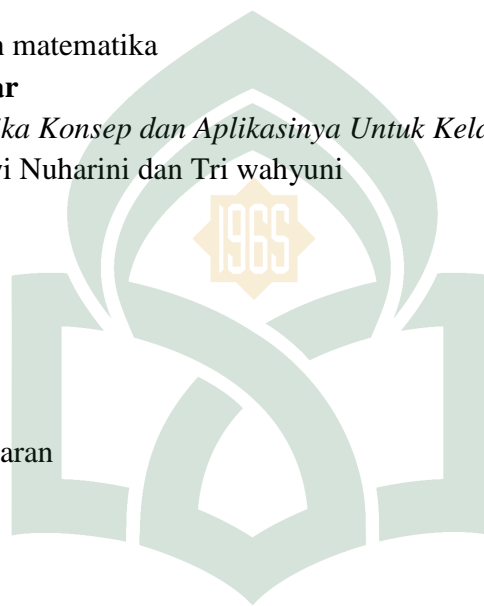 n matematika
ar
ka Konsep dan Aplikasinya Untuk Kela
vi Nuharini dan Tri wahyuni
1965
aran